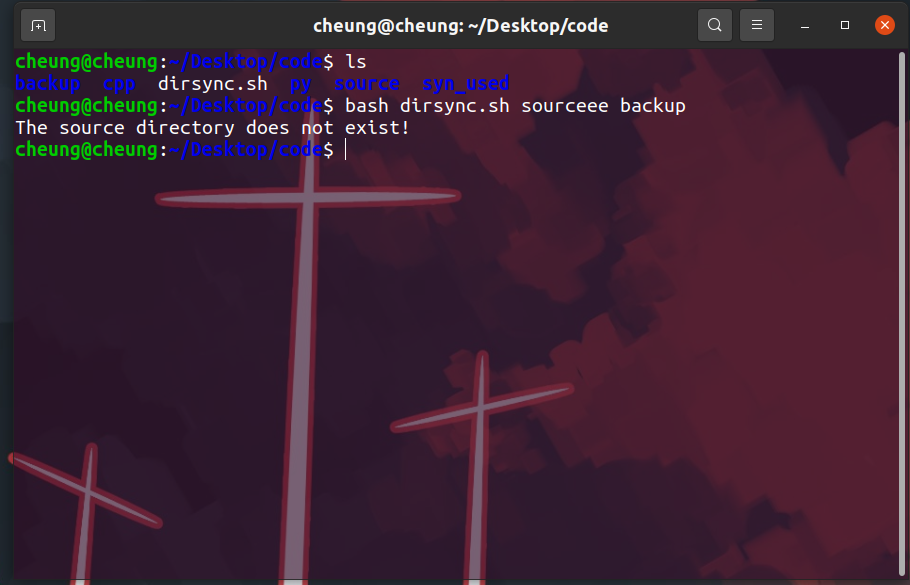 cheung@cheung: ~/Desktop/code
cheung@cheung:~/Desktop/code$ ls
backup  cpp  dirsync.sh  py  source  syn_used
cheung@cheung:~/Desktop/code$ bash dirsync.sh sourceee backup
The source directory does not exist!
cheung@cheung:~/Desktop/code$